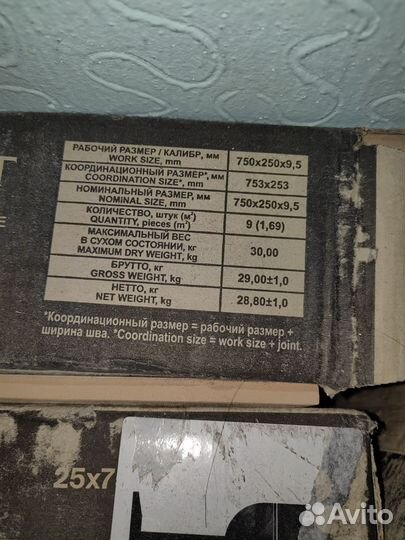 РАБОЧИЙ РАЗМЕР / КАЛИБР, мм
WORK SIZE, mm
750x250x9,5
КООРДИНАЦИОННЫЙ РАЗМЕР*, мм
COORDINATION SIZE*, mm
753x253
НОМИНАЛЬНЫЙ РАЗМЕР, мм
NOMINAL SIZE, mm
750x250x9,5
КОЛИЧЕСТВО, штук (м²)
QUANTITY, pieces (m²)
9 (1,69)
МАКСИМАЛЬНЫЙ ВЕС
В СУХОМ СОСТОЯНИИ, кг
MAXIMUM DRY WEIGHT, kg
30,00
БРУТТО, кг
GROSS WEIGHT, kg
29,00±1,0
НЕТТО, кг
NET WEIGHT, kg
28,80±1,0
*Координационный размер = рабочий размер +
ширина шва. *Coordination size = work size + joint.
25x7
Avito